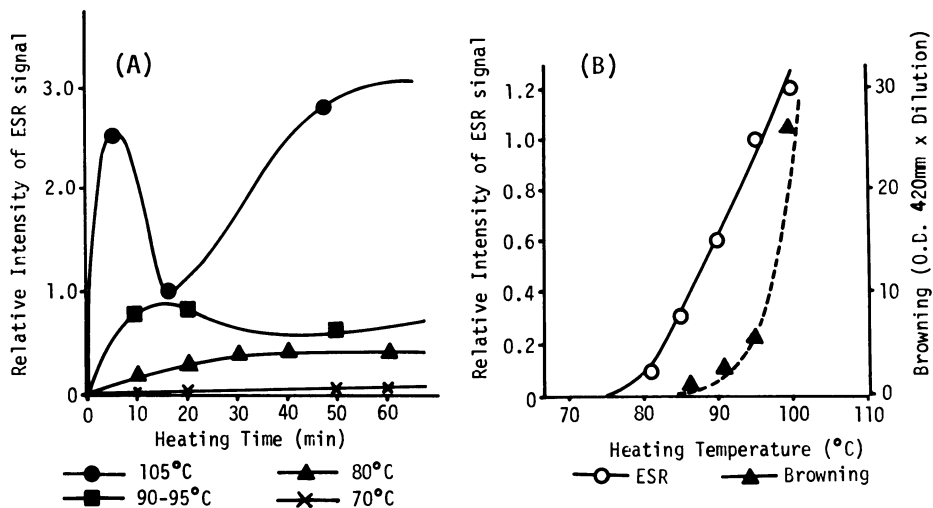 (A)
Relative Intensity of ESR signal
3.0
2.0
1.0
0
0 10 20 30 40 50 60
Heating Time (min)
105°C
90-95°C
80°C
70°C
(B)
Relative Intensity of ESR signal
1.2
1.0
0.8
0.6
0.4
0.2
0
70 80 90 100 110
Heating Temperature (°C)
30
20
10
0
Browning (O.D. 420mm x Dilution)
ESR
Browning